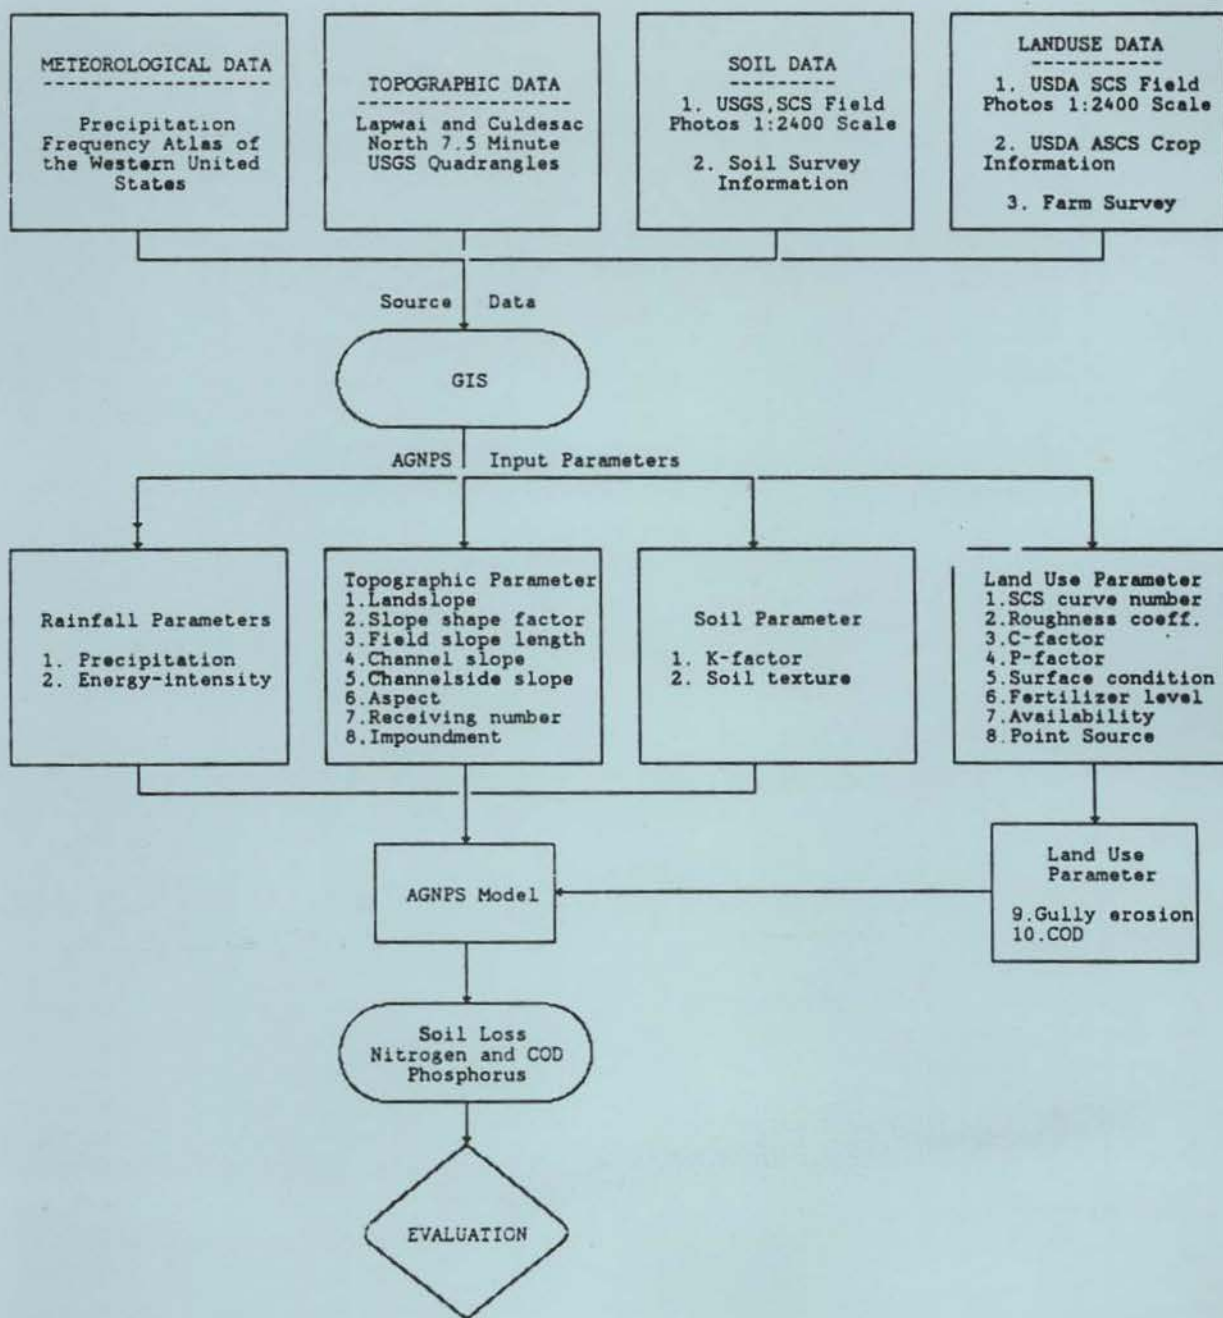 METEOROLOGICAL DATA
Precipitation
Frequency Atlas of
the Western United
States
TOPOGRAPHIC DATA
Lapwai and Culdesac
North 7.5 Minute
USGS Quadrangles
SOIL DATA
1. USGS,SCS Field
Photos 1:2400 Scale
2. Soil Survey
Information
LANDUSE DATA
1. USDA SCS Field
Photos 1:2400 Scale
2. USDA ASCS Crop
Information
3. Farm Survey
Source Data
GIS
AGNPS Input Parameters
Rainfall Parameters
1. Precipitation
2. Energy-intensity
Topographic Parameter
1.Landslope
2.Slope shape factor
3.Field slope length
4.Channel slope
5.Channelside slope
6.Aspect
7.Receiving number
8.Impoundment
Soil Parameter
1. K-factor
2. Soil texture
Land Use Parameter
1.SCS curve number
2.Roughness coeff.
3.C-factor
4.P-factor
5.Surface condition
6.Fertilizer level
7.Availability
8.Point Source
AGNPS Model
Land Use
Parameter
9.Gully erosion
10.COD
Soil Loss
Nitrogen and COD
Phosphorus
EVALUATION